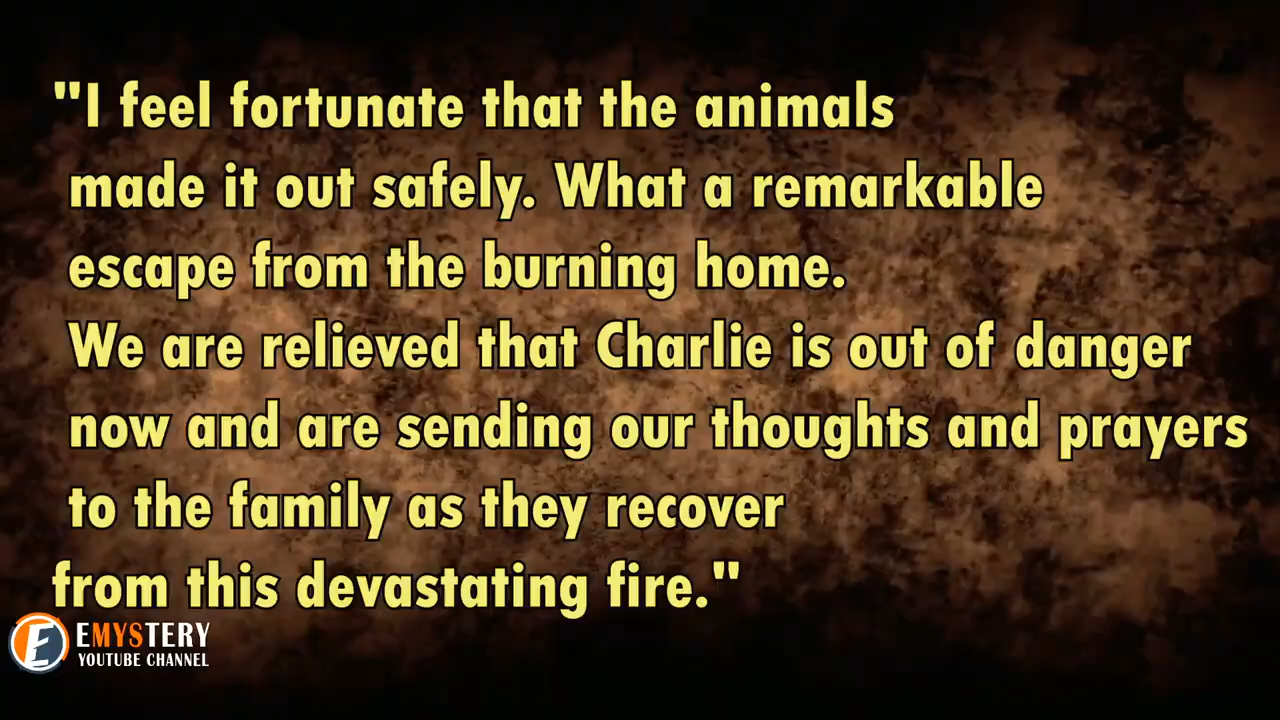 "I feel fortunate that the animals
made it out safely. What a remarkable
escape from the burning home.
We are relieved that Charlie is out of danger
now and are sending our thoughts and prayers
to the family as they recover
from this devastating fire."
E EMYSTERY
YOUTUBE CHANNEL